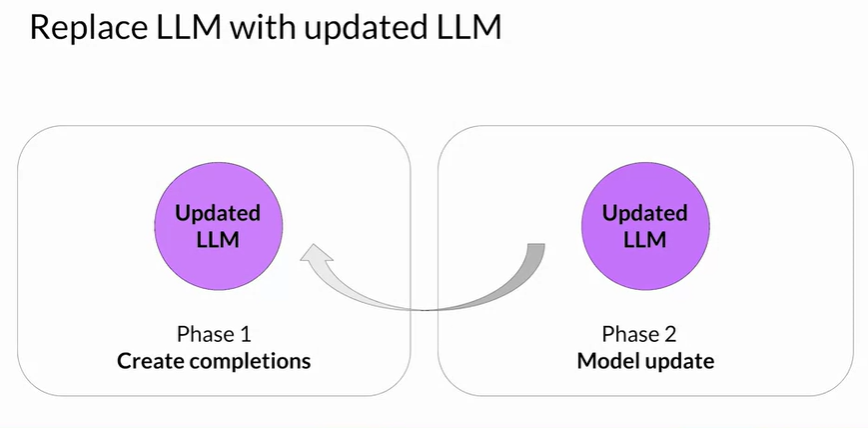 Replace LLM with updated LLM
Updated
LLM
Phase 1
Create completions
Updated
LLM
Phase 2
Model update